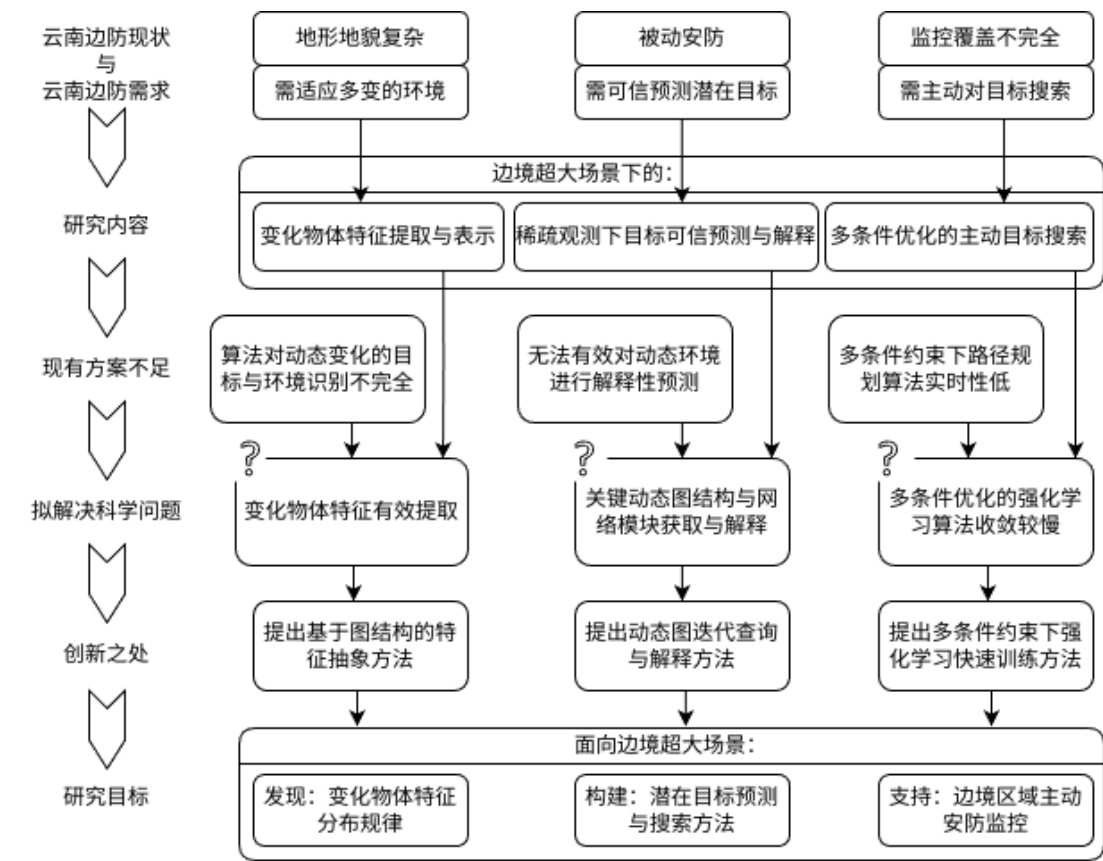 云南边防现状
与
云南边防需求
地形地貌复杂
被动安防
监控覆盖不完全
需适应多变的环境
需可信预测潜在目标
需主动对目标搜索
边境超大场景下的：
研究内容
变化物体特征提取与表示
稀疏观测下目标可信预测与解释
多条件优化的主动目标搜索
现有方案不足
算法对动态变化的目
标与环境识别不完全
无法有效对动态环境
进行解释性预测
多条件约束下路径规
划算法实时性低
拟解决科学问题
?
变化物体特征有效提取
?
关键动态图结构与网
络模块获取与解释
?
多条件优化的强化学
习算法收敛较慢
创新之处
提出基于图结构的特
征抽象方法
提出动态图迭代查询
与解释方法
提出多条件约束下强
化学习快速训练方法
面向边境超大场景：
研究目标
发现：变化物体特征
分布规律
构建：潜在目标预测
与搜索方法
支持：边境区域主动
安防监控